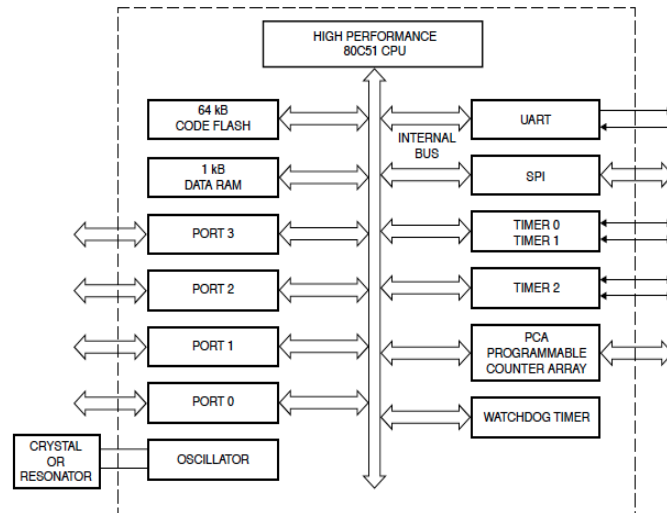 HIGH PERFORMANCE
80C51 CPU
64 kB
CODE FLASH
UART
INTERNAL
BUS
1 kB
DATA RAM
SPI
PORT 3
TIMER 0
TIMER 1
PORT 2
TIMER 2
PORT 1
PCA
PROGRAMMABLE
COUNTER ARRAY
PORT 0
WATCHDOG TIMER
CRYSTAL
OR
RESONATOR
OSCILLATOR